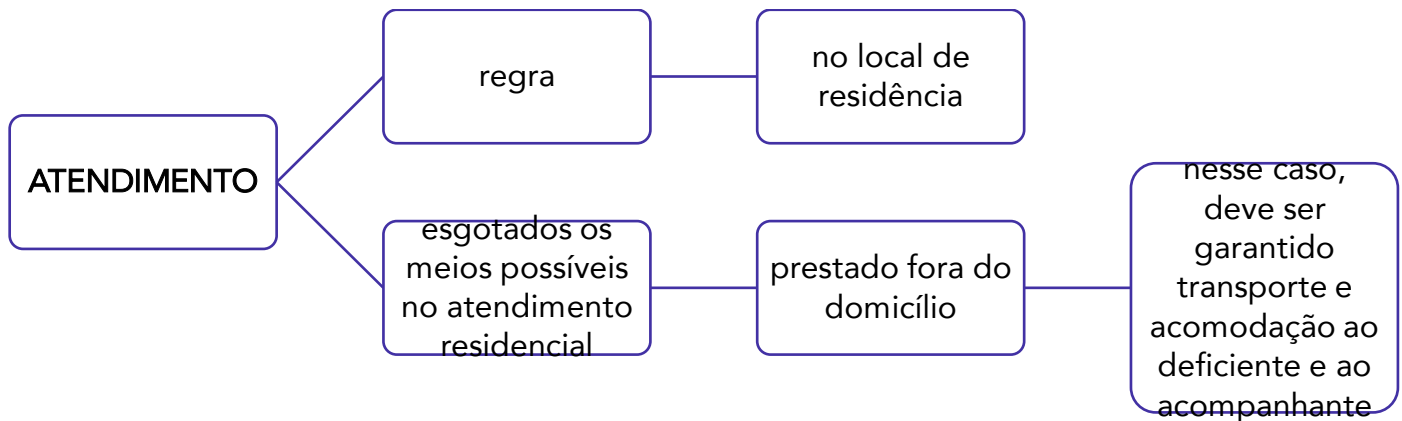 ATENDIMENTO
regra
no local de
residência
esgotados os
meios possíveis
no atendimento
residencial
prestado fora do
domicílio
nesse caso,
deve ser
garantido
transporte e
acomodação ao
deficiente e ao
acompanhante